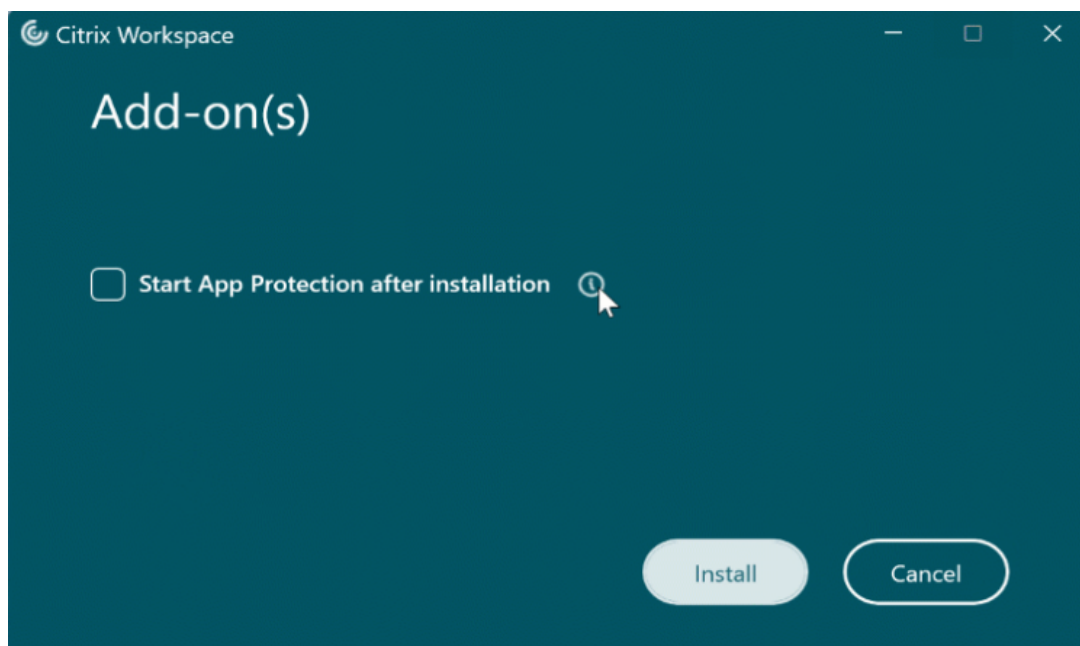 Citrix Workspace
Add-on(s)
Start App Protection after installation
Install
Cancel